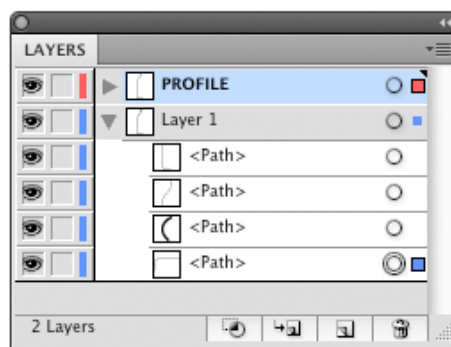 LAYERS
PROFILE
Layer 1
<Path>
<Path>
<Path>
<Path>
2 Layers